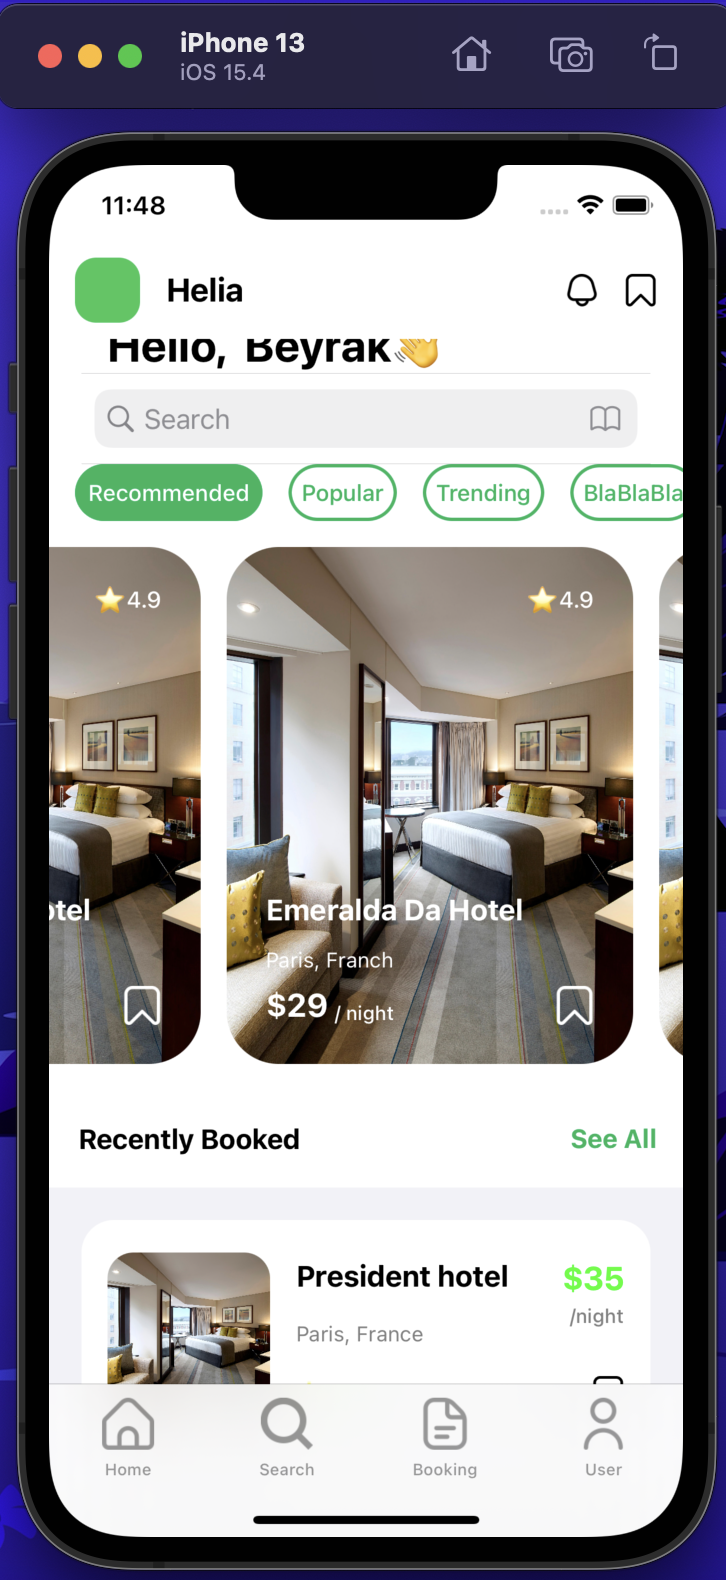 iPhone 13
iOS 15.4
11:48
Helia
Hello, Beyrak👋
Search
Recommended Popular Trending BlaBlaBla
⭐4.9 ⭐4.9
otel Emeralda Da Hotel
Paris, Franch
$29 / night
Recently Booked See All
President hotel $35
/night
Paris, France
Home Search Booking User